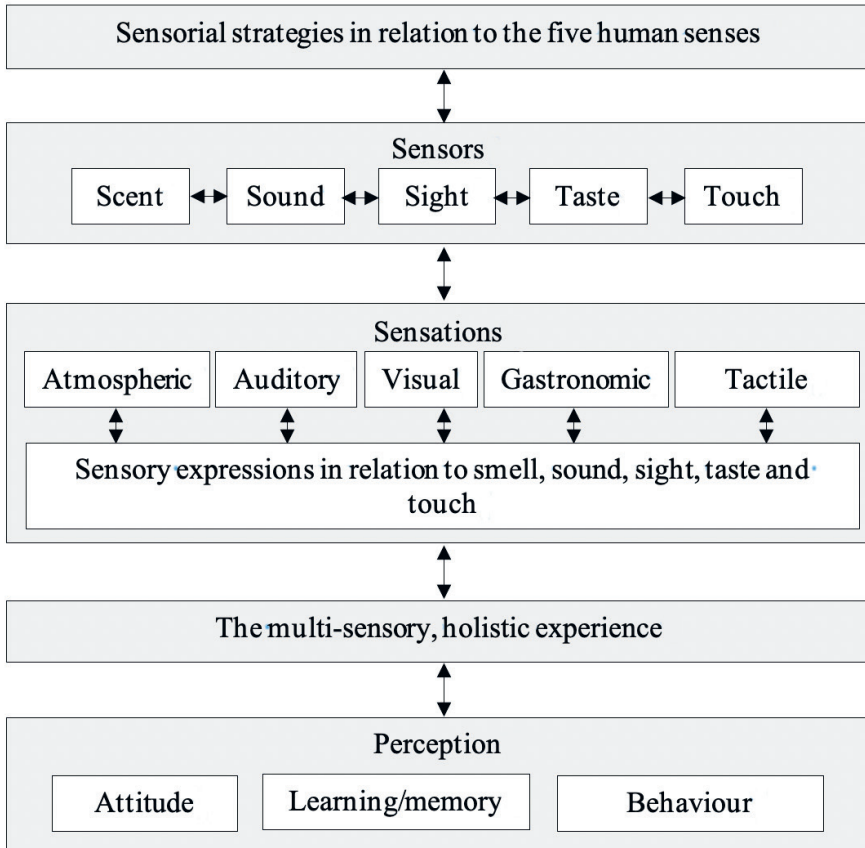 Sensorial strategies in relation to the five human senses
Sensors
Scent
Sound
Sight
Taste
Touch
Sensations
Atmospheric
Auditory
Visual
Gastronomic
Tactile
Sensory expressions in relation to smell, sound, sight, taste and
touch
The multi-sensory, holistic experience
Perception
Attitude
Learning/memory
Behaviour